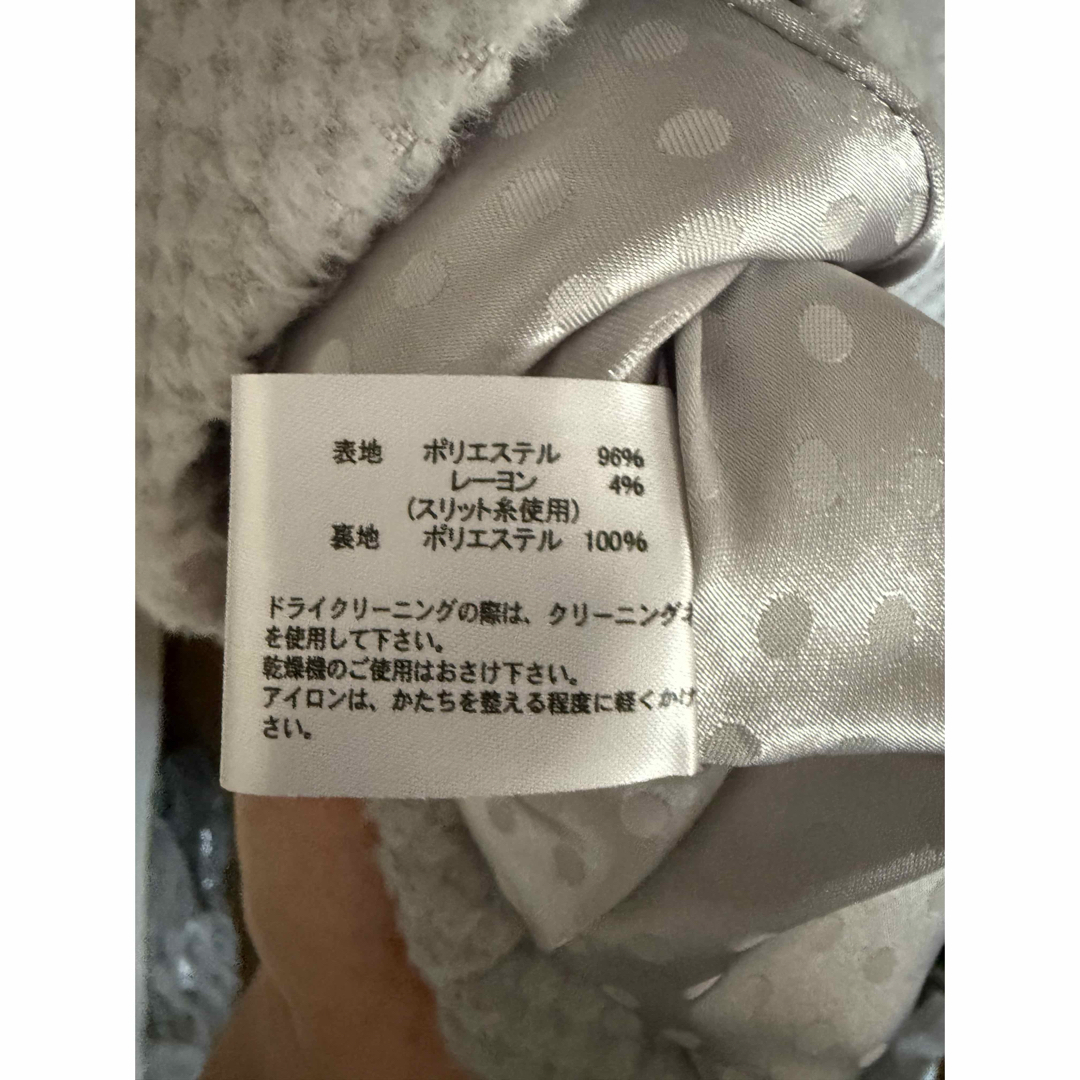 表地 ポリエステル 96%
レーヨン 4%
(スリット糸使用)
裏地 ポリエステル 100%
ドライクリーニングの際は、クリーニング
を使用して下さい。
乾燥機のご使用はおさけ下さい。
アイロンは、かたちを整える程度に軽くかけ
さい。